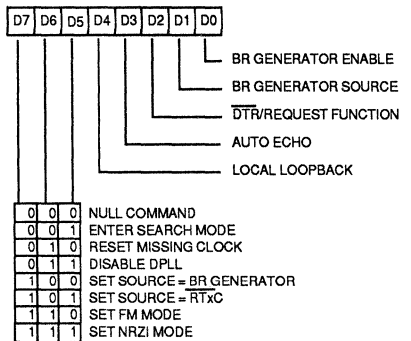 D7 D6 D5 D4 D3 D2 D1 D0
BR GENERATOR ENABLE
BR GENERATOR SOURCE
DTR/REQUEST FUNCTION
AUTO ECHO
LOCAL LOOPBACK
0 0 0 NULL COMMAND
0 0 1 ENTER SEARCH MODE
0 1 0 RESET MISSING CLOCK
0 1 1 DISABLE DPLL
1 0 0 SET SOURCE = BR GENERATOR
1 0 1 SET SOURCE = RTxC
1 1 0 SET FM MODE
1 1 1 SET NRZI MODE